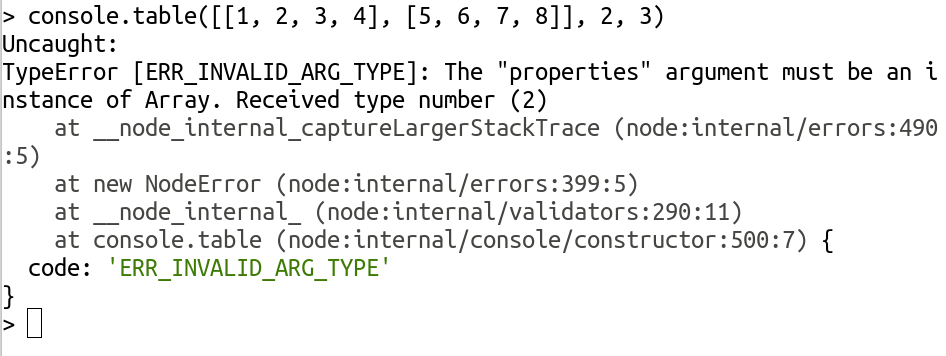 > console.table([[1, 2, 3, 4], [5, 6, 7, 8]], 2, 3)
Uncaught:
TypeError [ERR_INVALID_ARG_TYPE]: The "properties" argument must be an i
nstance of Array. Received type number (2)
    at __node_internal_captureLargerStackTrace (node:internal/errors:490
:5)
    at new NodeError (node:internal/errors:399:5)
    at __node_internal_ (node:internal/validators:290:11)
    at console.table (node:internal/console/constructor:500:7) {
  code: 'ERR_INVALID_ARG_TYPE'
}
>